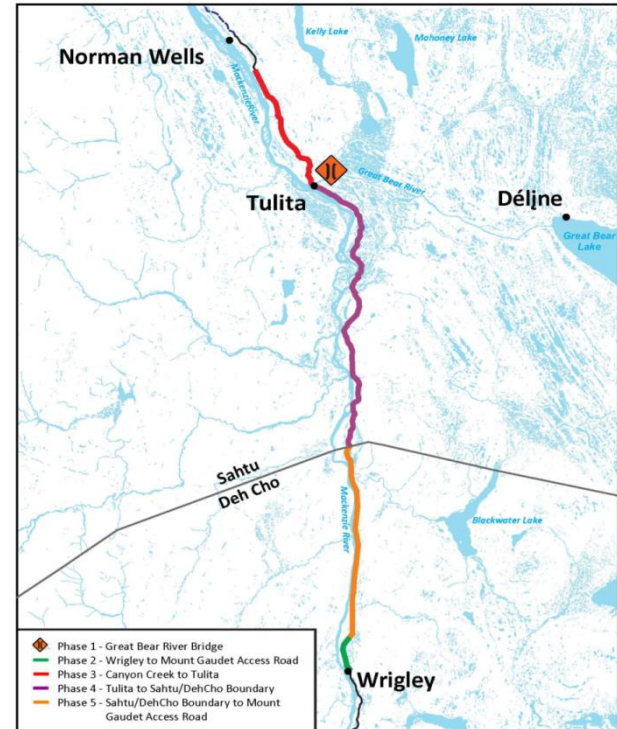 Kelly Lake
Mahoney Lake
Norman Wells
MackenzieRiver
Great Bear River
Tulita
Délįne
Great Bear
Lake
Sahtu
Deh Cho
Mackenzie River
Blackwater Lake
Wrigley
Phase 1 - Great Bear River Bridge
Phase 2 - Wrigley to Mount Gaudet Access Road
Phase 3 - Canyon Creek to Tulita
Phase 4 - Tulita to Sahtu/DehCho Boundary
Phase 5 - Sahtu/DehCho Boundary to Mount
Gaudet Access Road